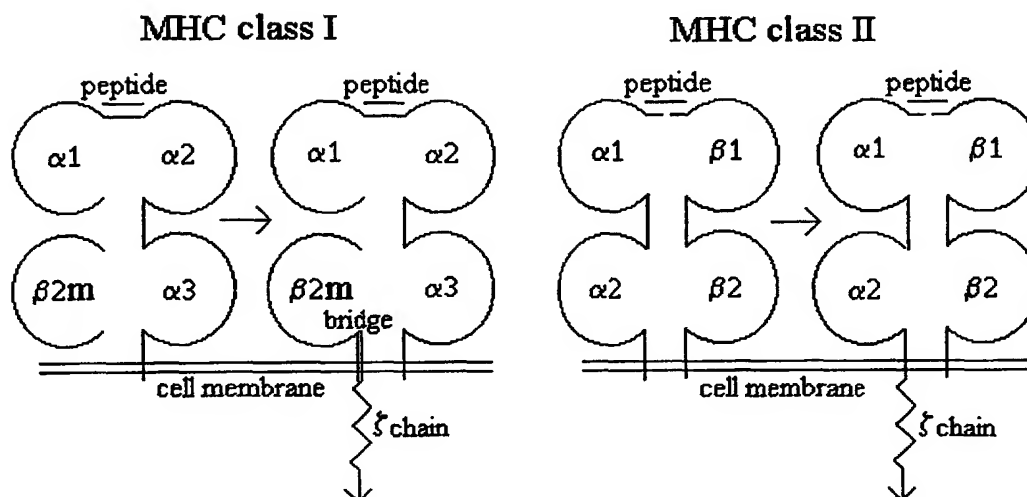 MHC class I
MHC class II
peptide
peptide
α1
α2
α1
α2
β2m
α3
β2m
α3
bridge
cell membrane
ζ chain
peptide
peptide
α1
β1
α1
β1
α2
β2
α2
β2
cell membrane
ζ chain